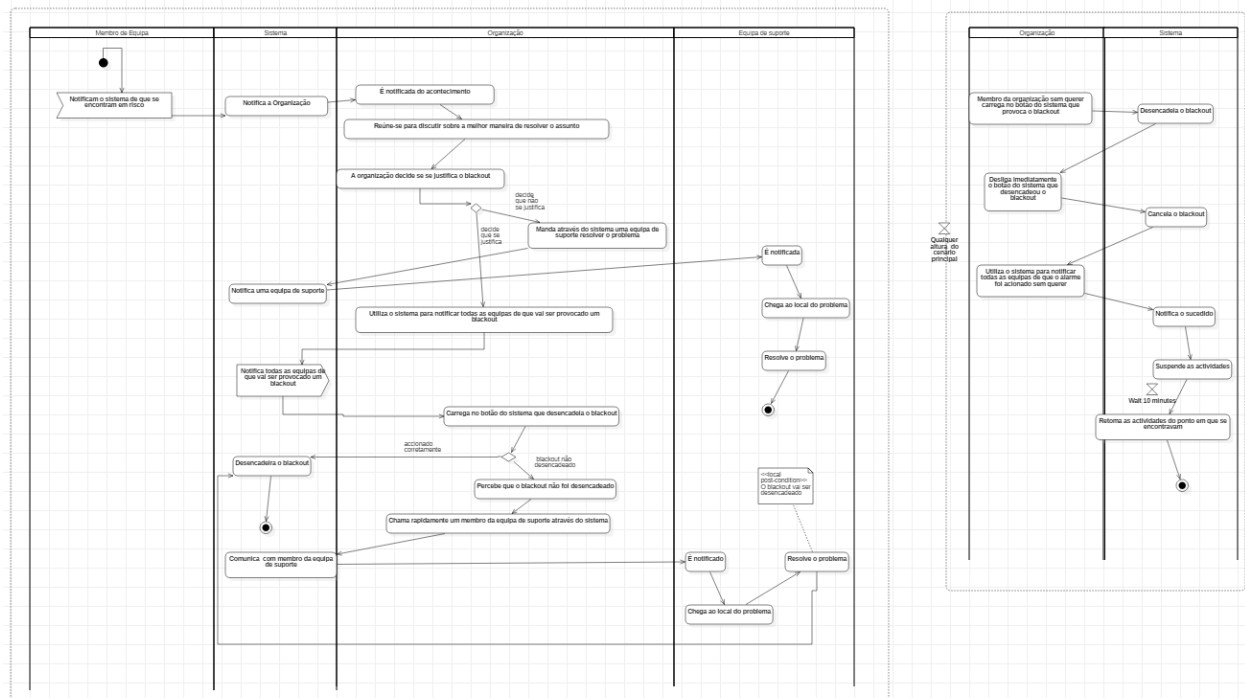 Membro de Equipa
Sistema
Organização
Equipa de suporte
Notificam o sistema de que se
encontram em risco
Notifica a Organização
É notificada do acontecimento
Reúne-se para discutir sobre a melhor maneira de resolver o assunto
A organização decide se se justifica o blackout
decide
que não
se justifica
decide
que se
justifica
Manda através do sistema uma equipa de
suporte resolver o problema
É notificada
Notifica uma equipa de suporte
Chega ao local do problema
Utiliza o sistema para notificar todas as equipas de que vai ser provocado um
blackout
Resolve o problema
Notifica todas as equipas de
que vai ser provocado um
blackout
Carrega no botão do sistema que desencadeia o blackout
accionado
corretamente
blackout não
desencadeado
Desencadeira o blackout
Percebe que o blackout não foi desencadeado
<<local
post-condition>>
O blackout vai ser
desencadeado
Chama rapidamente um membro da equipa de suporte através do sistema
Comunica com membro da equipa
de suporte
É notificado
Resolve o problema
Chega ao local do problema
Organização
Sistema
Membro da organização sem querer
carrega no botão do sistema que
provoca o blackout
Desencadeia o blackout
Desliga imediatamente
o botão do sistema que
desencadeou o
blackout
Cancela o blackout
Qualquer
altura do
cenário
principal
Utiliza o sistema para notificar
todas as equipas de que o alarme
foi acionado sem querer
Notifica o sucedido
Suspende as actividades
Wait 10 minutes
Retoma as actividades do ponto em que se
encontravam